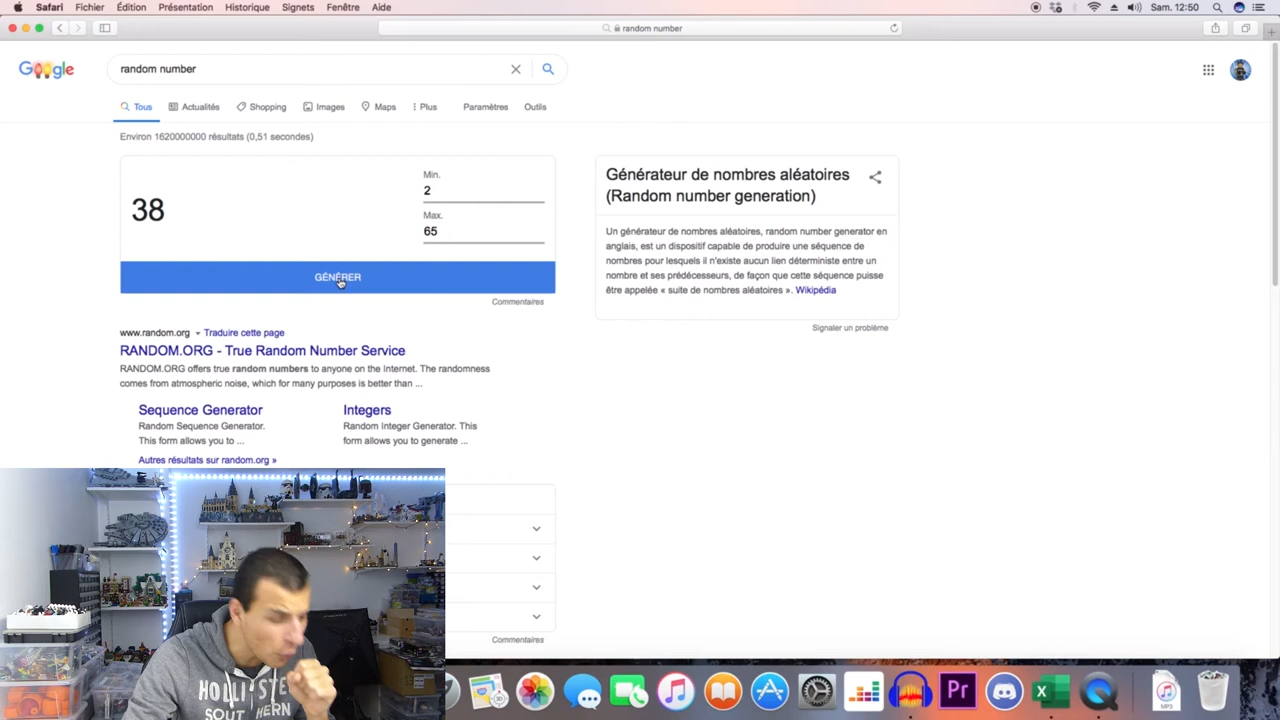 Safari Fichier Édition Présentation Historique Signets Fenêtre Aide Sam. 12:50
random number
Google random number
Tous Actualités Shopping Images Maps Plus Paramètres Outils
Environ 1620000000 résultats (0,51 secondes)
38
Min.
2
Max.
65
GÉNÉRER
Commentaires
Générateur de nombres aléatoires
(Random number generation)
Un générateur de nombres aléatoires, random number generator en
anglais, est un dispositif capable de produire une séquence de
nombres pour lesquels il n'existe aucun lien déterministe entre un
nombre et ses prédécesseurs, de façon que cette séquence puisse
être appelée « suite de nombres aléatoires ». Wikipédia
Signaler un problème
www.random.org Traduire cette page
RANDOM.ORG - True Random Number Service
RANDOM.ORG offers true random numbers to anyone on the Internet. The randomness
comes from atmospheric noise, which for many purposes is better than ...
Sequence Generator
Random Sequence Generator.
This form allows you to ...
Integers
Random Integer Generator. This
form allows you to generate ...
Autres résultats sur random.org »
Commentaires
HOLLISTE
SOUT HERN
Pr
X
MP3